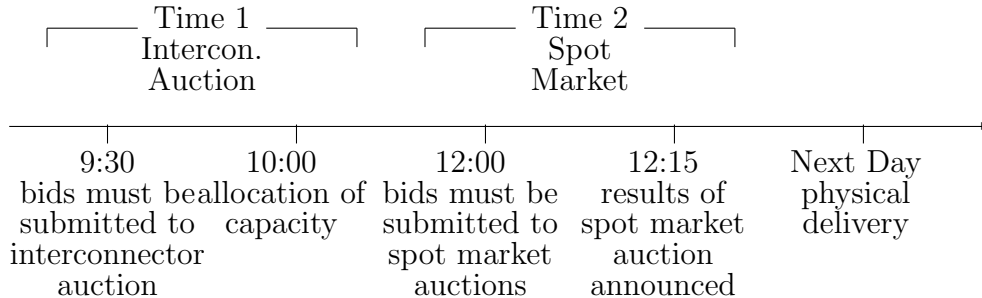 Time 1
Intercon.
Auction
Time 2
Spot
Market
9:30
bids must be
submitted to
interconnector
auction
10:00
allocation of
capacity
12:00
bids must be
submitted to
spot market
auctions
12:15
results of
spot market
auction
announced
Next Day
physical
delivery